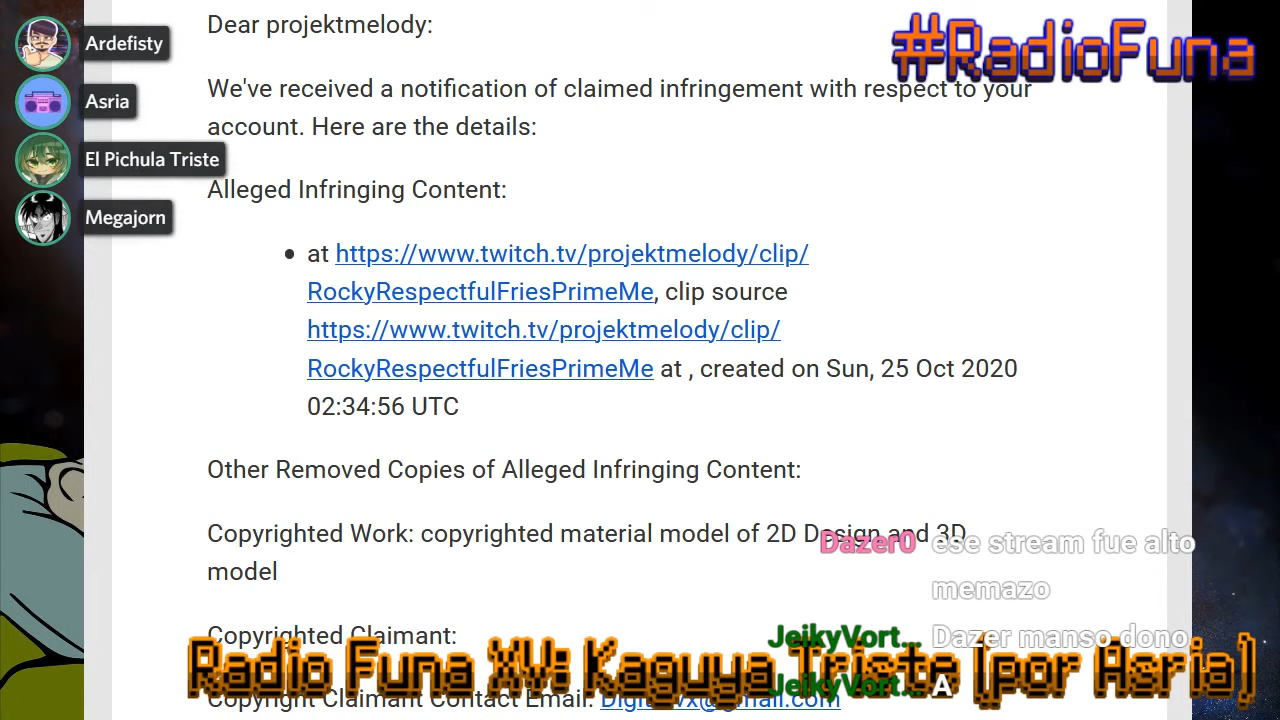 Dear projektmelody:
#RadioFuna
Ardefisty
We've received a notification of claimed infringement with respect to your
Asria
account. Here are the details:
El Pichula Triste
Alleged Infringing Content:
Megajorn
at https://www.twitch.tv/projektmelody/clip/
RockyRespectfulFriesPrimeMe, clip source
https://www.twitch.tv/projektmelody/clip/
RockyRespectfulFriesPrimeMe at , created on Sun, 25 Oct 2020
02:34:56 UTC
Other Removed Copies of Alleged Infringing Content:
Copyrighted Work: copyrighted material model of 2D Design and 3D
model
Dazer0 ese stream fue alto
memazo
Copyrighted Claimant:
JeikyVort... Dazer manso dono
Radio Funa XV: Kaguya Triste (por Asria)
JeikyVort... A
Copyright Claimant Contact Email: